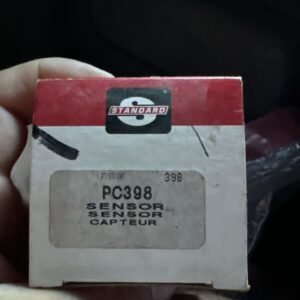 S
STANDARD
398
PC398
SENSOR
SENSOR
CAPTEUR